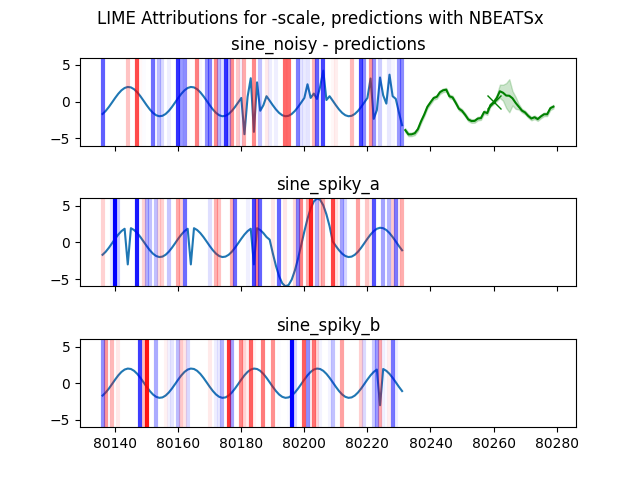 LIME Attributions for -scale, predictions with NBEATSx
sine_noisy - predictions
5
0
−5
sine_spiky_a
5
0
−5
sine_spiky_b
5
0
−5
80140 80160 80180 80200 80220 80240 80260 80280